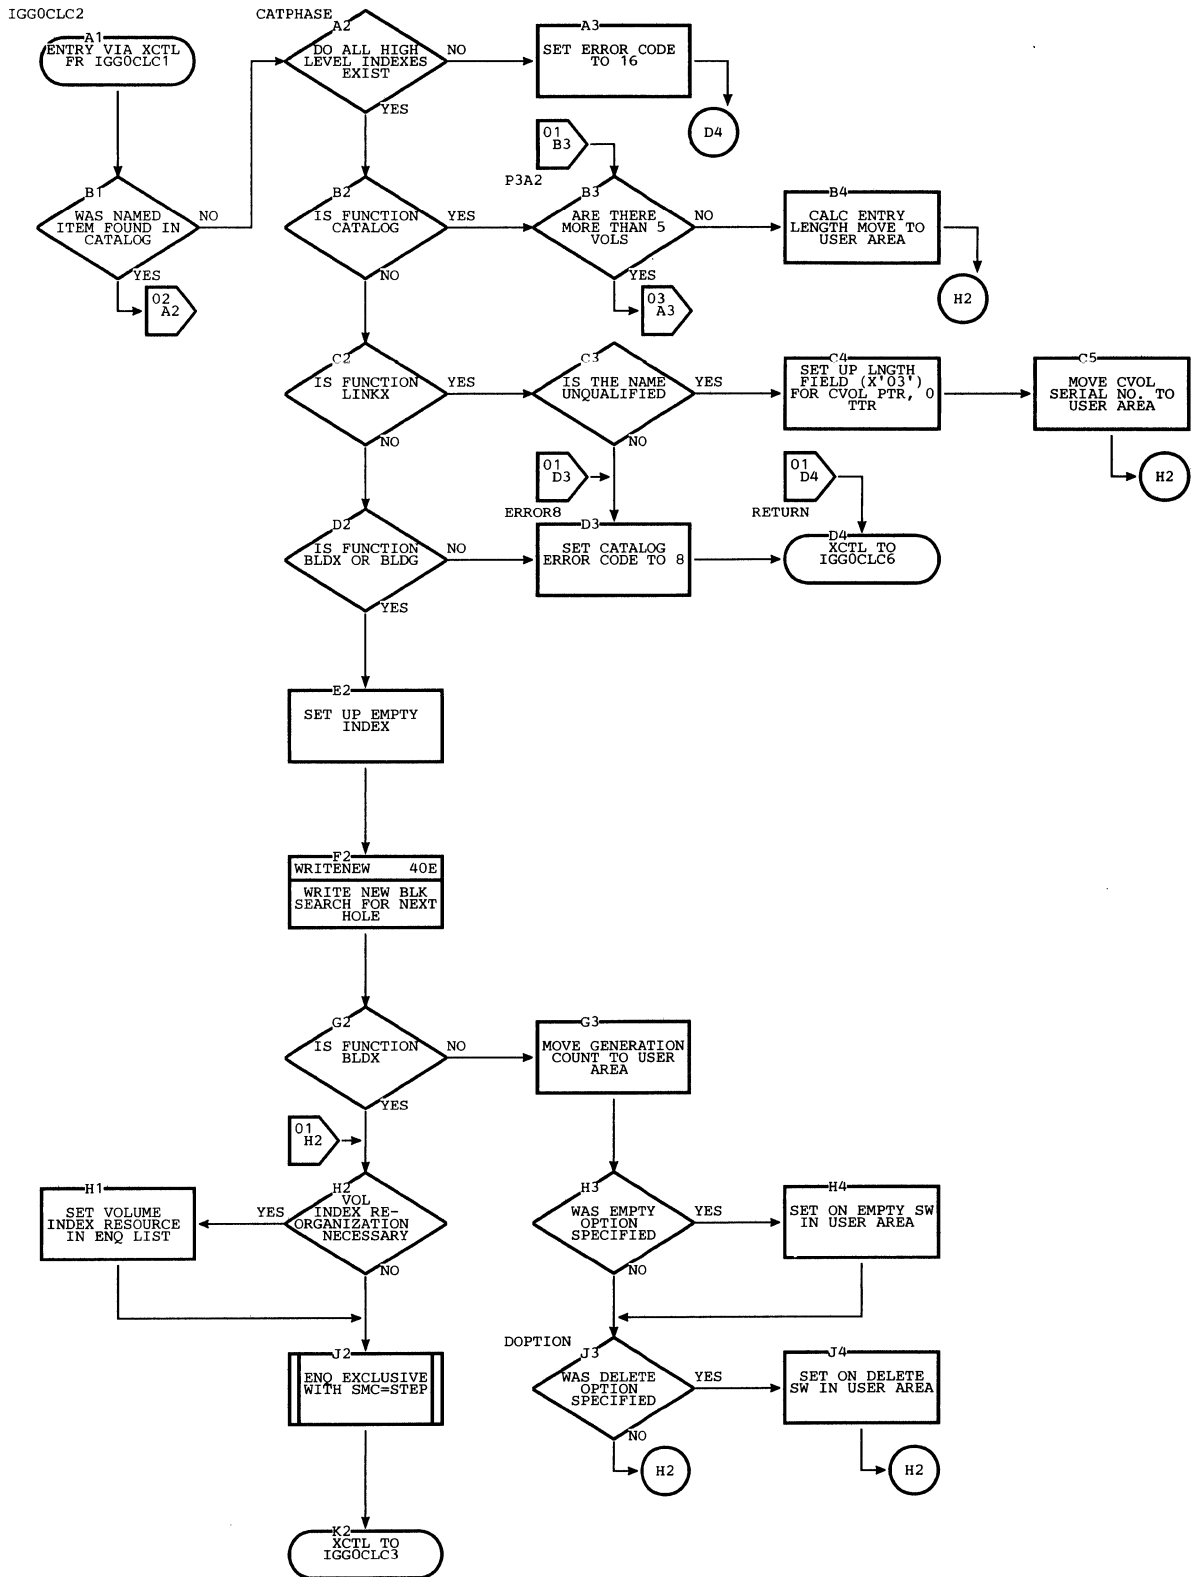 IGG0CLC2
CATPHASE
A1
ENTRY VIA XCTL
FR IGG0CLC1
A2
DO ALL HIGH
LEVEL INDEXES
EXIST
NO
YES
A3
SET ERROR CODE
TO 16
D4
01
B3
P3A2
B1
WAS NAMED
ITEM FOUND IN
CATALOG
NO
YES
02
A2
B2
IS FUNCTION
CATALOG
YES
NO
B3
ARE THERE
MORE THAN 5
VOLS
NO
YES
03
A3
B4
CALC ENTRY
LENGTH MOVE TO
USER AREA
H2
C2
IS FUNCTION
LINKX
YES
NO
C3
IS THE NAME
UNQUALIFIED
YES
NO
C4
SET UP LNGTH
FIELD (X'03')
FOR CVOL PTR, 0
TTR
C5
MOVE CVOL
SERIAL NO. TO
USER AREA
H2
01
D3
01
D4
ERROR8
RETURN
D2
IS FUNCTION
BLDX OR BLDG
NO
YES
D3
SET CATALOG
ERROR CODE TO 8
D4
XCTL TO
IGG0CLC6
E2
SET UP EMPTY
INDEX
F2
WRITENEW 40E
WRITE NEW BLK
SEARCH FOR NEXT
HOLE
G2
IS FUNCTION
BLDX
NO
YES
G3
MOVE GENERATION
COUNT TO USER
AREA
01
H2
H1
SET VOLUME
INDEX RESOURCE
IN ENQ LIST
YES
H2
VOL
INDEX RE-
ORGANIZATION
NECESSARY
NO
H3
WAS EMPTY
OPTION
SPECIFIED
YES
NO
H4
SET ON EMPTY SW
IN USER AREA
DOPTION
J2
ENQ EXCLUSIVE
WITH SMC=STEP
J3
WAS DELETE
OPTION
SPECIFIED
YES
NO
J4
SET ON DELETE
SW IN USER AREA
H2
H2
K2
XCTL TO
IGG0CLC3